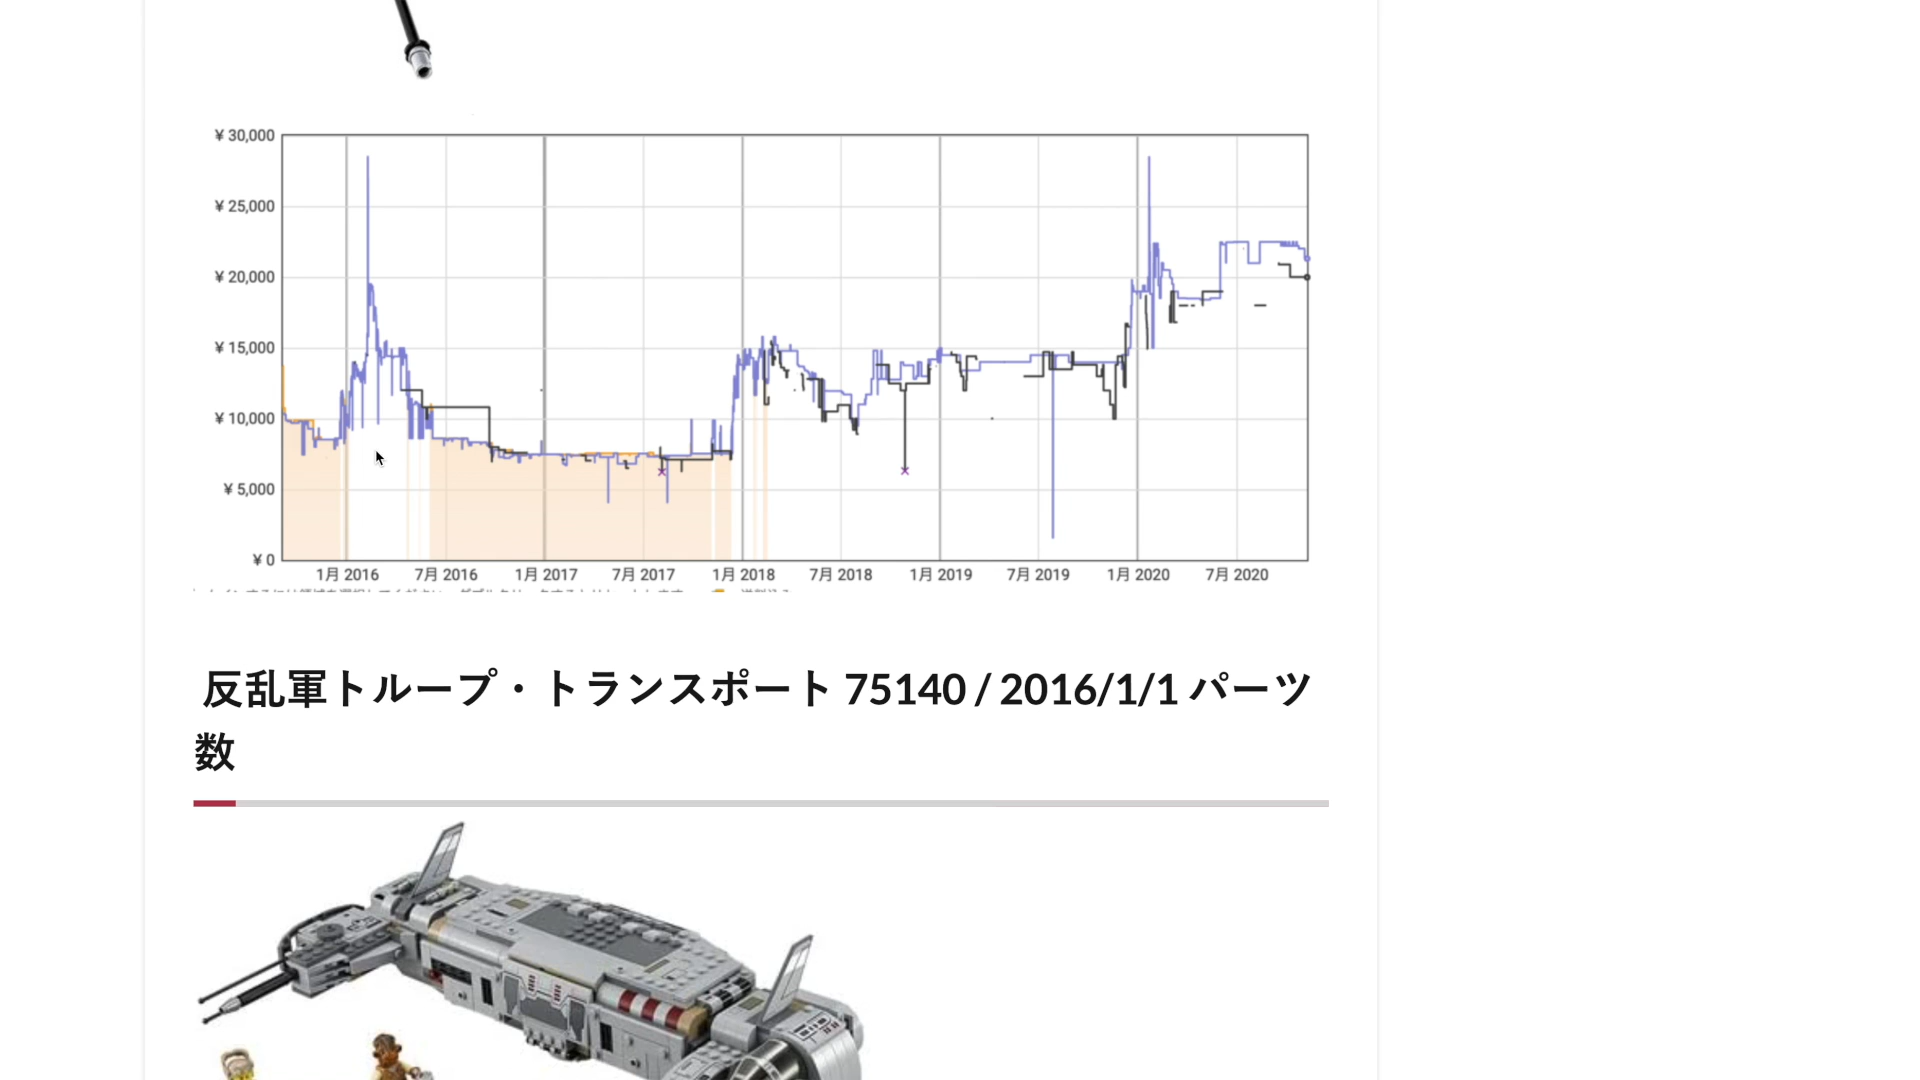 ¥ 30,000
¥ 25,000
¥ 20,000
¥ 15,000
¥ 10,000
¥ 5,000
¥ 0
1月 2016 7月 2016 1月 2017 7月 2017 1月 2018 7月 2018 1月 2019 7月 2019 1月 2020 7月 2020
反乱軍トループ・トランスポート 75140 / 2016/1/1 パーツ
数